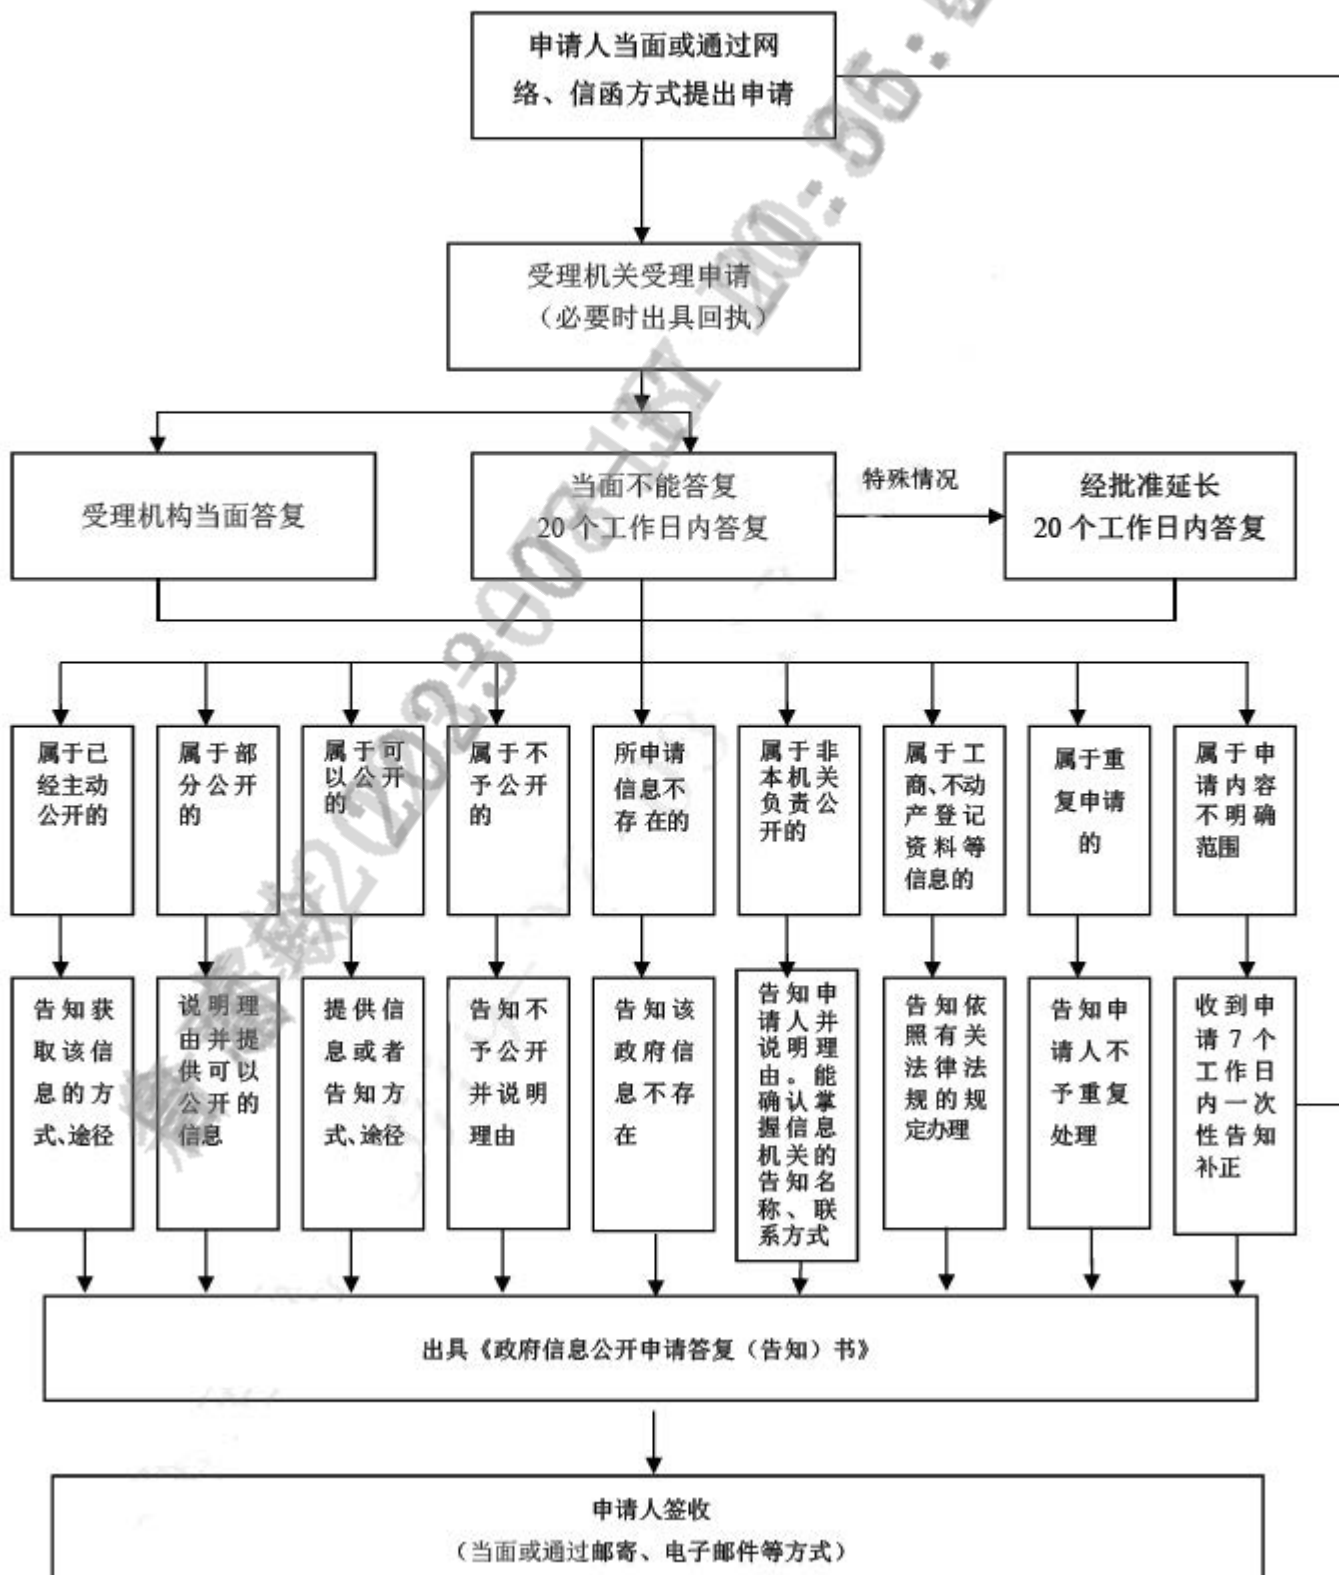 申请人当面或通过网
络、信函方式提出申请
受理机关受理申请
（必要时出具回执）
受理机构当面答复
当面不能答复
20 个工作日内答复
特殊情况
经批准延长
20 个工作日内答复
属于已
经主动
公开的
属于部
分公开
的
属于可
以公开
的
属于不
予公开
的
所申请
信息不
存在的
属于非
本机关
负责公
开的
属于工
商、不动
产登记
资料等
信息的
属于重
复申请
的
属于申
请内容
不明确
范围
告知获
取该信
息的方
式、途径
说明理
由并提
供可以
公开的
信息
提供信
息或者
告知方
式、途径
告知不
予公开
并说明
理由
告知该
政府信
息不存
在
告知申
请人并
说明理
由。能
确认掌
握信息
机关的
告知名
称、联
系方式
告知依
照有关
法律法
规的规
定办理
告知申
请人不
予重复
处理
收到申
请 7 个
工作日
内一次
性告知
补正
出具《政府信息公开申请答复（告知）书》
申请人签收
（当面或通过邮寄、电子邮件等方式）